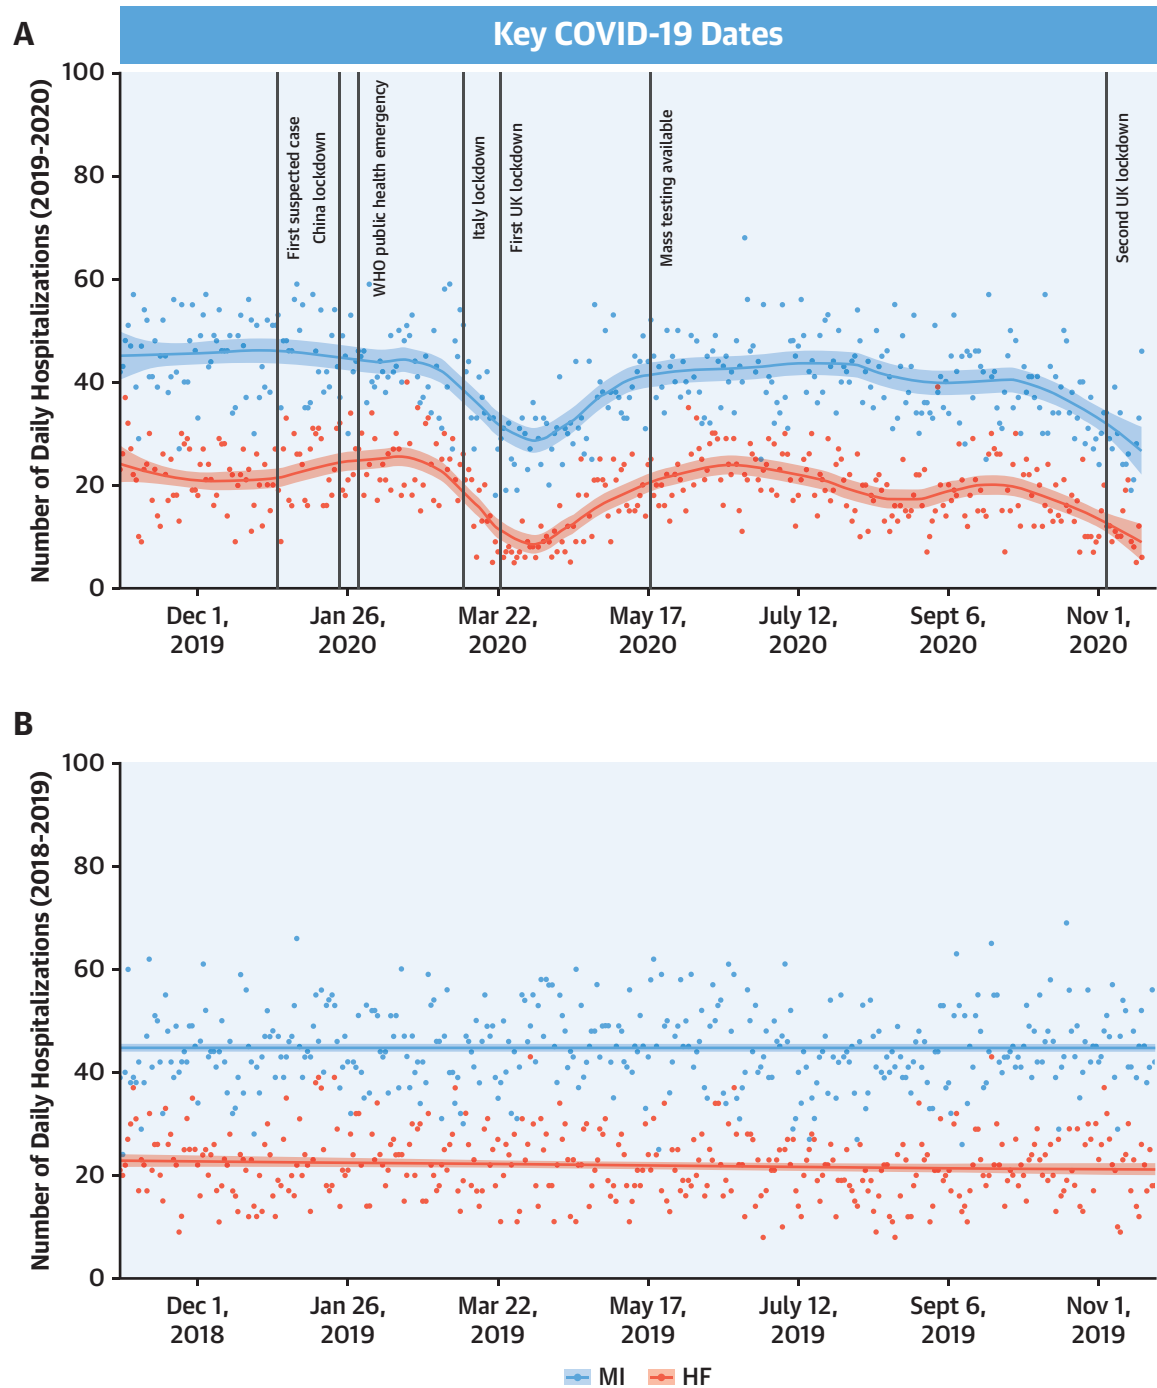 A
Key COVID-19 Dates
Number of Daily Hospitalizations (2019-2020)
100
80
60
40
20
0
First suspected case
China lockdown
WHO public health emergency
Italy lockdown
First UK lockdown
Mass testing available
Second UK lockdown
Dec 1,
2019
Jan 26,
2020
Mar 22,
2020
May 17,
2020
July 12,
2020
Sept 6,
2020
Nov 1,
2020
B
Number of Daily Hospitalizations (2018-2019)
100
80
60
40
20
0
Dec 1,
2018
Jan 26,
2019
Mar 22,
2019
May 17,
2019
July 12,
2019
Sept 6,
2019
Nov 1,
2019
MI HF